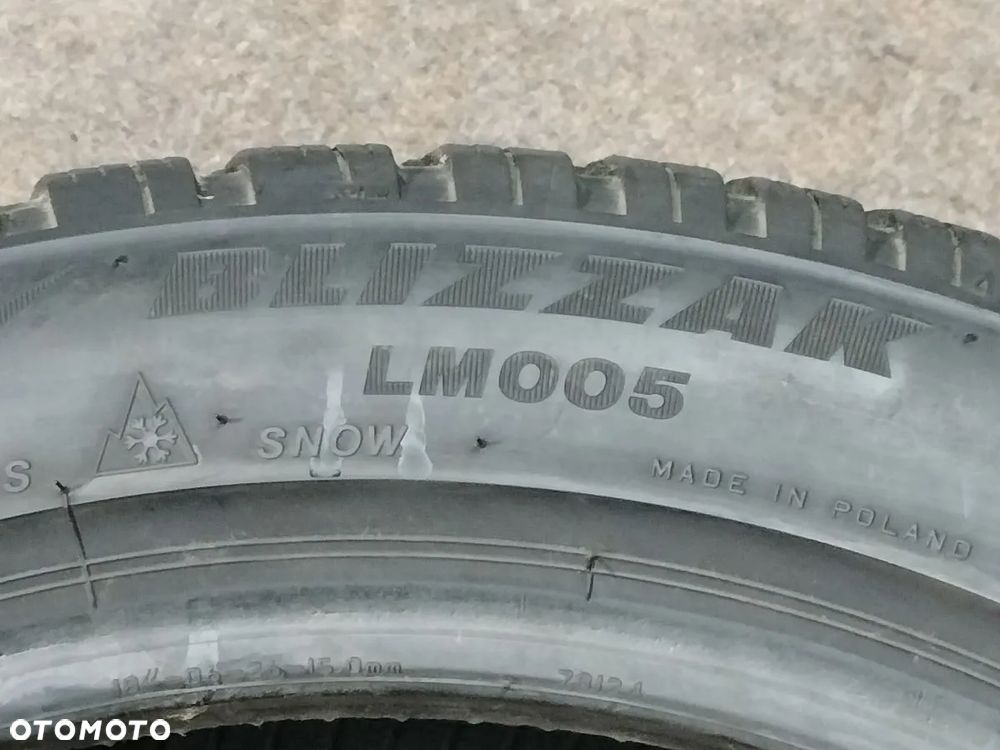 BLIZZAK
LM005
S
SNOW
MADE IN POLAND
OTOMOTO